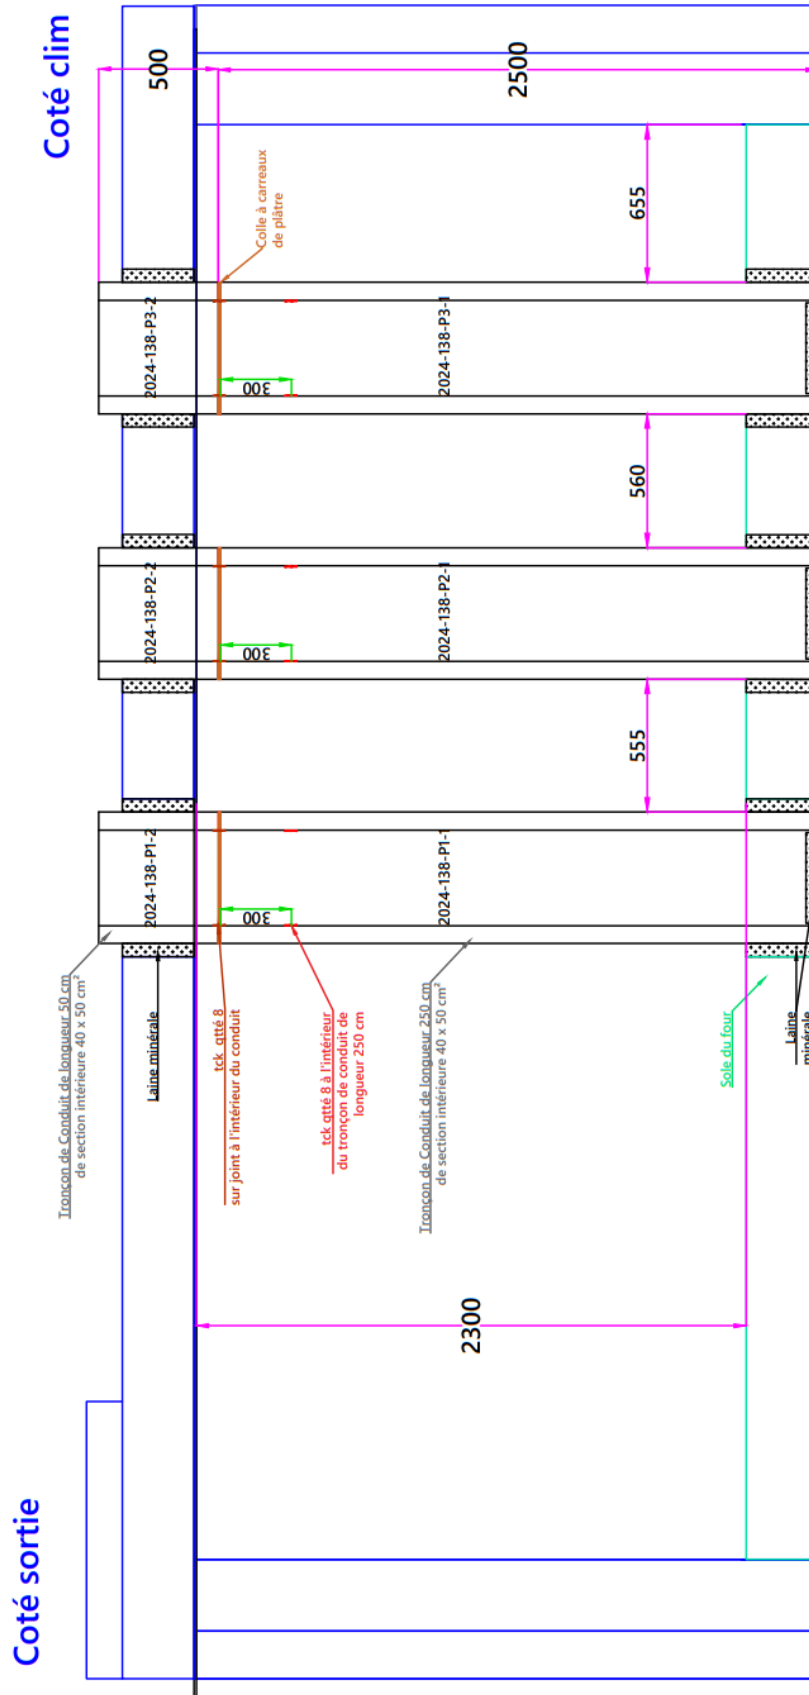 Coté sortie
Coté clim
500
2500
Tronçon de Conduit de longueur 50 cm
de section intérieure 40 x 50 cm²
Laine minérale
tck qtté 8
sur joint à l'intérieur du conduit
tck qtté 8 à l'intérieur
du tronçon de conduit de
longueur 250 cm
Tronçon de Conduit de longueur 250 cm
de section intérieure 40 x 50 cm²
Colle à carreaux
de plâtre
2024-138-P1-2
2024-138-P2-2
2024-138-P3-2
300
300
300
2024-138-P1-1
2024-138-P2-1
2024-138-P3-1
555
560
655
2300
Sole du four
Laine
minérale